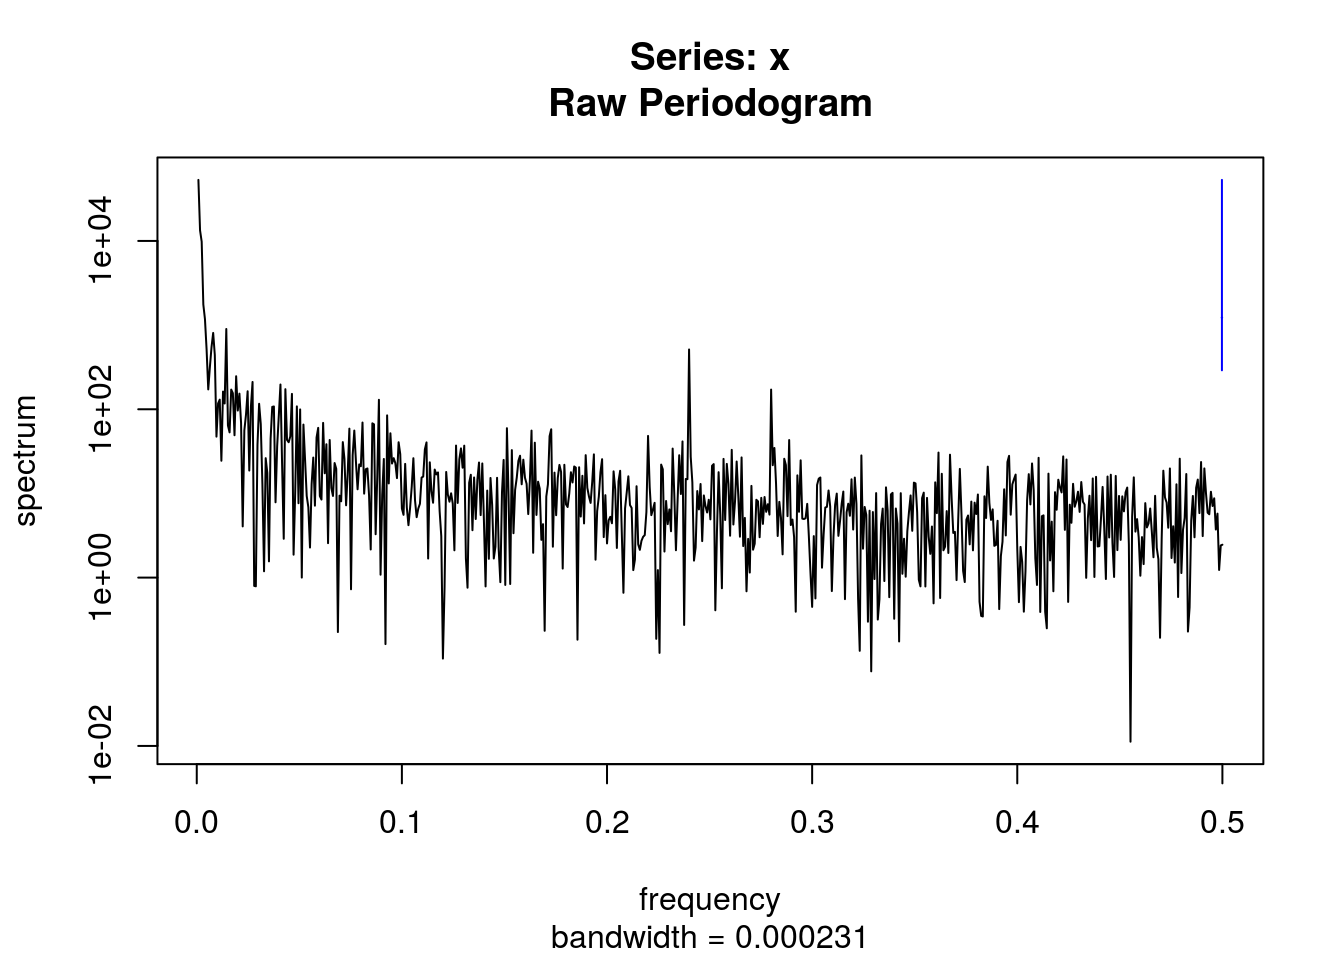 Series: x
Raw Periodogram
spectrum
1e-02
1e+00
1e+02
1e+04
0.0
0.1
0.2
0.3
0.4
0.5
frequency
bandwidth = 0.000231